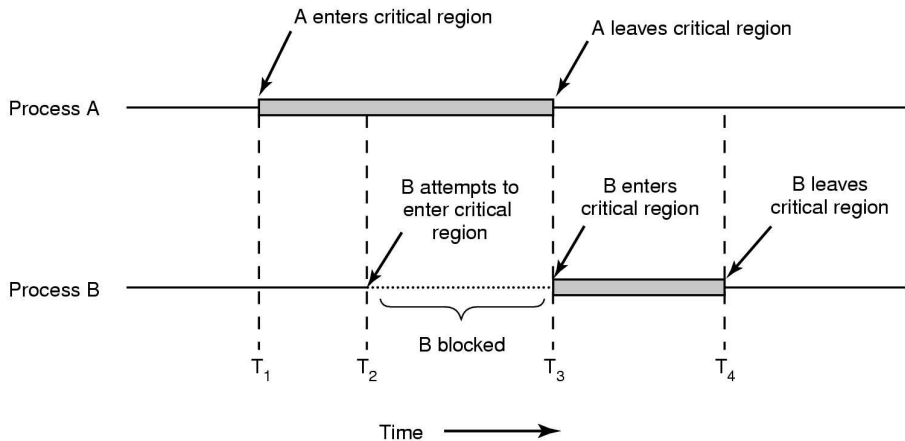 A enters critical region
A leaves critical region
Process A
B attempts to
enter critical
region
B enters
critical region
B leaves
critical region
Process B
B blocked
T1
T2
T3
T4
Time